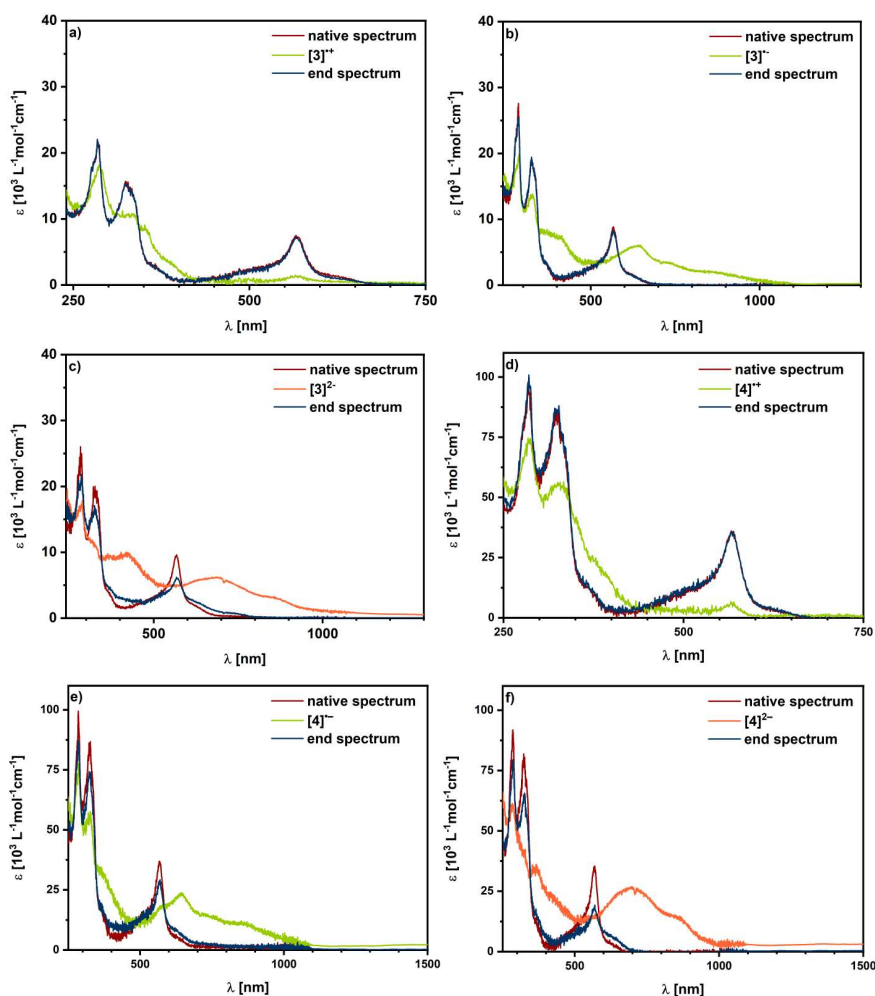 a)
native spectrum
[3]•+
end spectrum
ε [10³ L⁻¹mol⁻¹cm⁻¹]
40
30
20
10
0
250
500
750
λ [nm]
b)
native spectrum
[3]•-
end spectrum
ε [10³ L⁻¹mol⁻¹cm⁻¹]
40
30
20
10
0
500
1000
λ [nm]
c)
native spectrum
[3]²-
end spectrum
ε [10³ L⁻¹mol⁻¹cm⁻¹]
40
30
20
10
0
500
1000
λ [nm]
d)
native spectrum
[4]•+
end spectrum
ε [10³ L⁻¹mol⁻¹cm⁻¹]
100
75
50
25
0
250
500
750
λ [nm]
e)
native spectrum
[4]•–
end spectrum
ε [10³ L⁻¹mol⁻¹cm⁻¹]
100
75
50
25
0
500
1000
1500
λ [nm]
f)
native spectrum
[4]²–
end spectrum
ε [10³ L⁻¹mol⁻¹cm⁻¹]
100
75
50
25
0
500
1000
1500
λ [nm]